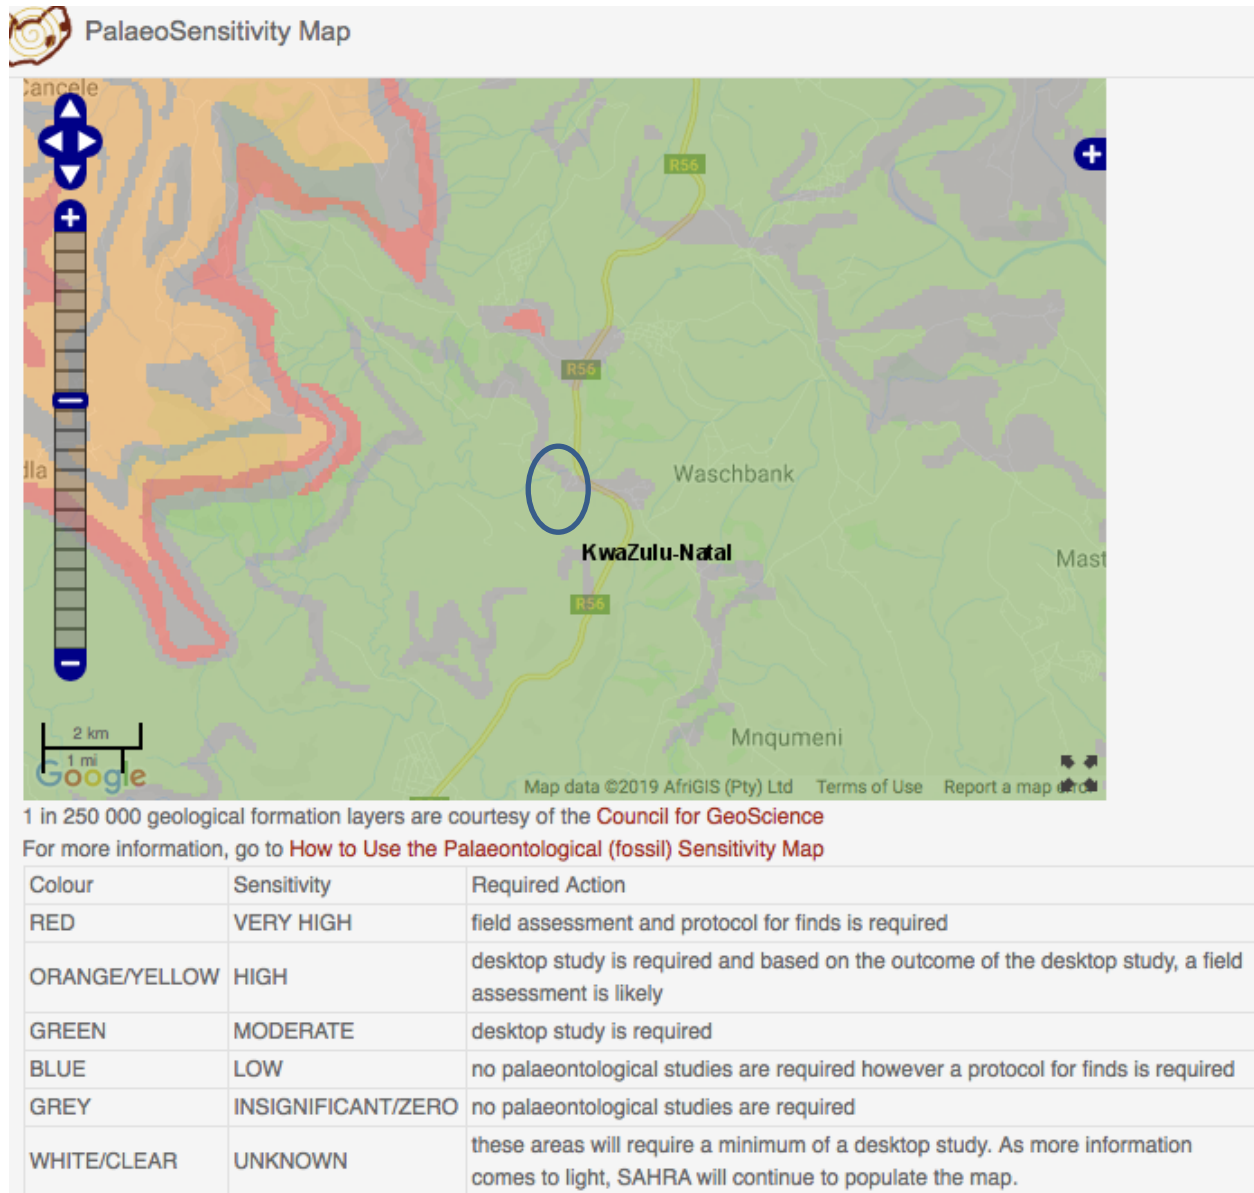 PalaeoSensitivity Map
Cancele
R56
R56
dla
Waschbank
KwaZulu-Natal
Mast
R56
2 km
1 mi
Mnqumeni
Google
Map data ©2019 AfriGIS (Pty) Ltd Terms of Use Report a map error
1 in 250 000 geological formation layers are courtesy of the Council for GeoScience
For more information, go to How to Use the Palaeontological (fossil) Sensitivity Map
Colour Sensitivity Required Action
RED VERY HIGH field assessment and protocol for finds is required
ORANGE/YELLOW HIGH desktop study is required and based on the outcome of the desktop study, a field
assessment is likely
GREEN MODERATE desktop study is required
BLUE LOW no palaeontological studies are required however a protocol for finds is required
GREY INSIGNIFICANT/ZERO no palaeontological studies are required
WHITE/CLEAR UNKNOWN these areas will require a minimum of a desktop study. As more information
comes to light, SAHRA will continue to populate the map.